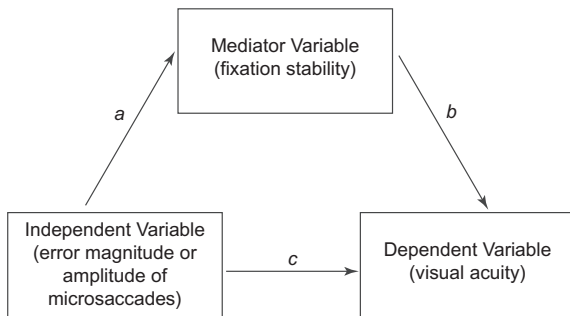 Mediator Variable
(fixation stability)
a
b
Independent Variable
(error magnitude or
amplitude of
microsaccades)
c
Dependent Variable
(visual acuity)